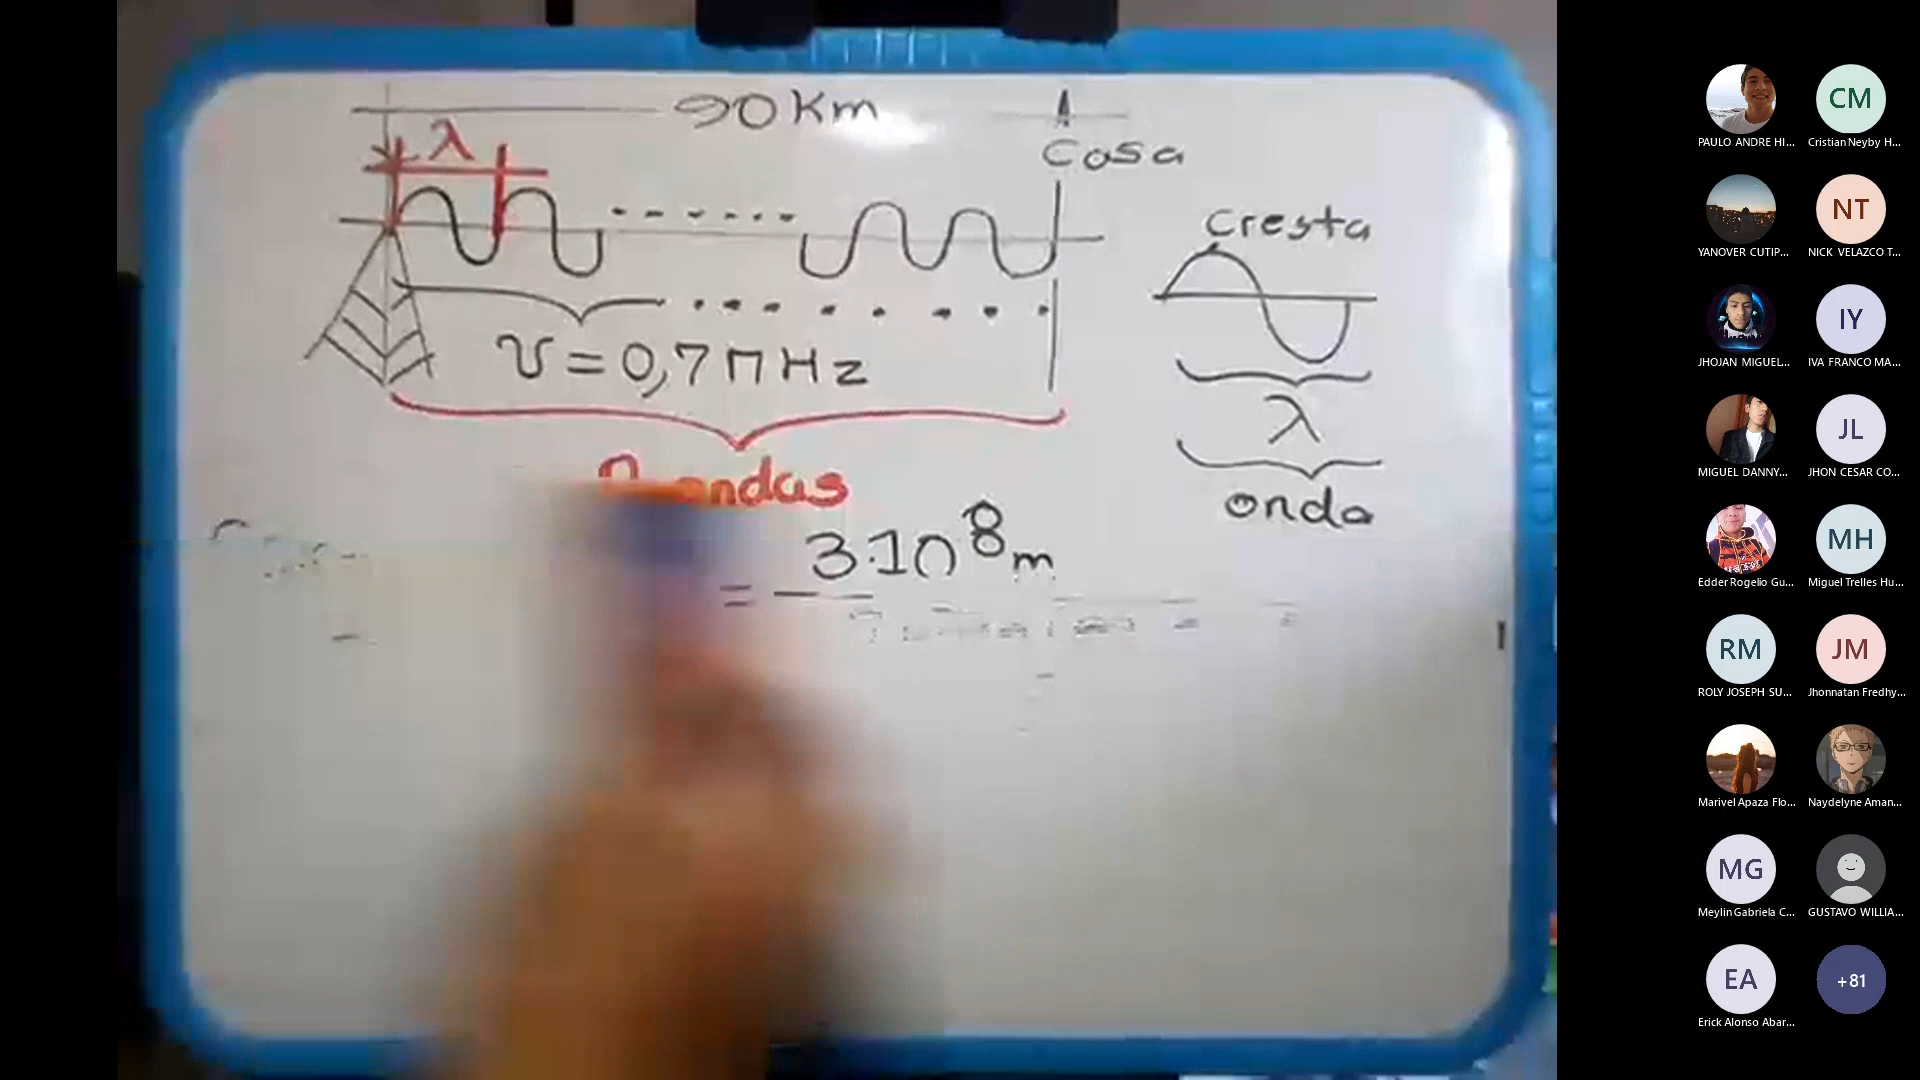 90 Km
λ
Casa
Cresta
ν = 0,7 MHz
λ
ondas
onda
= 3.10⁸ m
PAULO ANDRE HI...
CM
Cristian Neyby H...
YANOVER CUTIP...
NT
NICK VELAZCO T...
JHOJAN MIGUEL...
IY
IVA FRANCO MA...
MIGUEL DANNY...
JL
JHON CESAR CO...
Edder Rogelio Gu...
MH
Miguel Trelles Hu...
RM
ROLY JOSEPH SU...
JM
Jhonnatan Fredhy...
Marivel Apaza Flo...
Naydelyne Aman...
MG
Meylin Gabriela C...
GUSTAVO WILLIA...
EA
Erick Alonso Abar...
+81